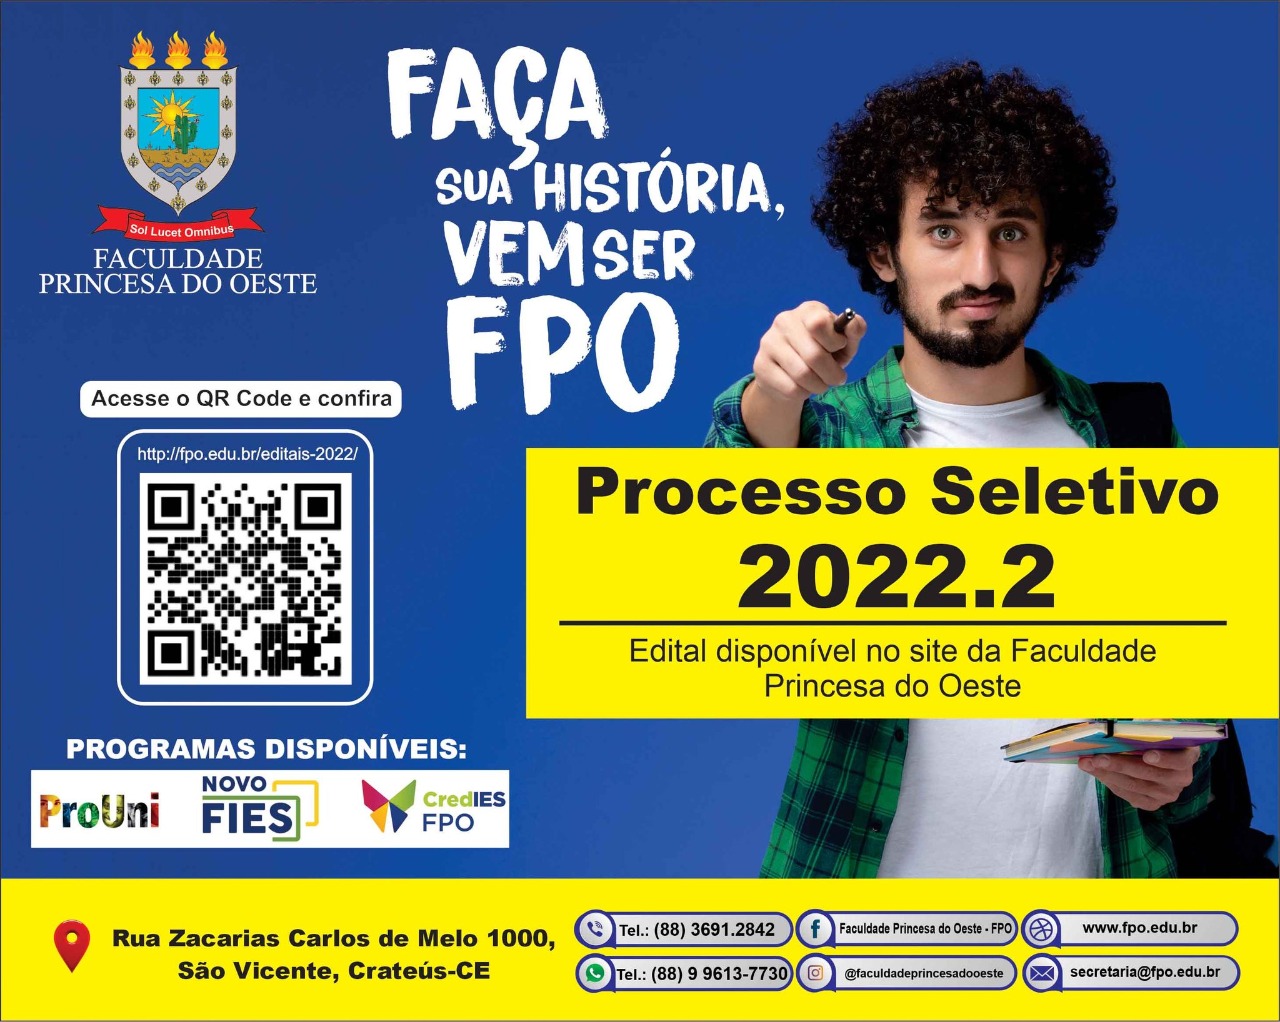 Sol Lucet Omnibus
FACULDADE
PRINCESA DO OESTE
FAÇA
SUA HISTÓRIA,
VEM SER
FPO
Acesse o QR Code e confira
http://fpo.edu.br/editais-2022/
Processo Seletivo
2022.2
Edital disponível no site da Faculdade
Princesa do Oeste
PROGRAMAS DISPONÍVEIS:
ProUni
NOVO
FIES
CredIES
FPO
Rua Zacarias Carlos de Melo 1000,
São Vicente, Crateús-CE
Tel.: (88) 3691.2842
Tel.: (88) 9 9613-7730
Faculdade Princesa do Oeste - FPO
@faculdadeprincesadooeste
www.fpo.edu.br
secretaria@fpo.edu.br